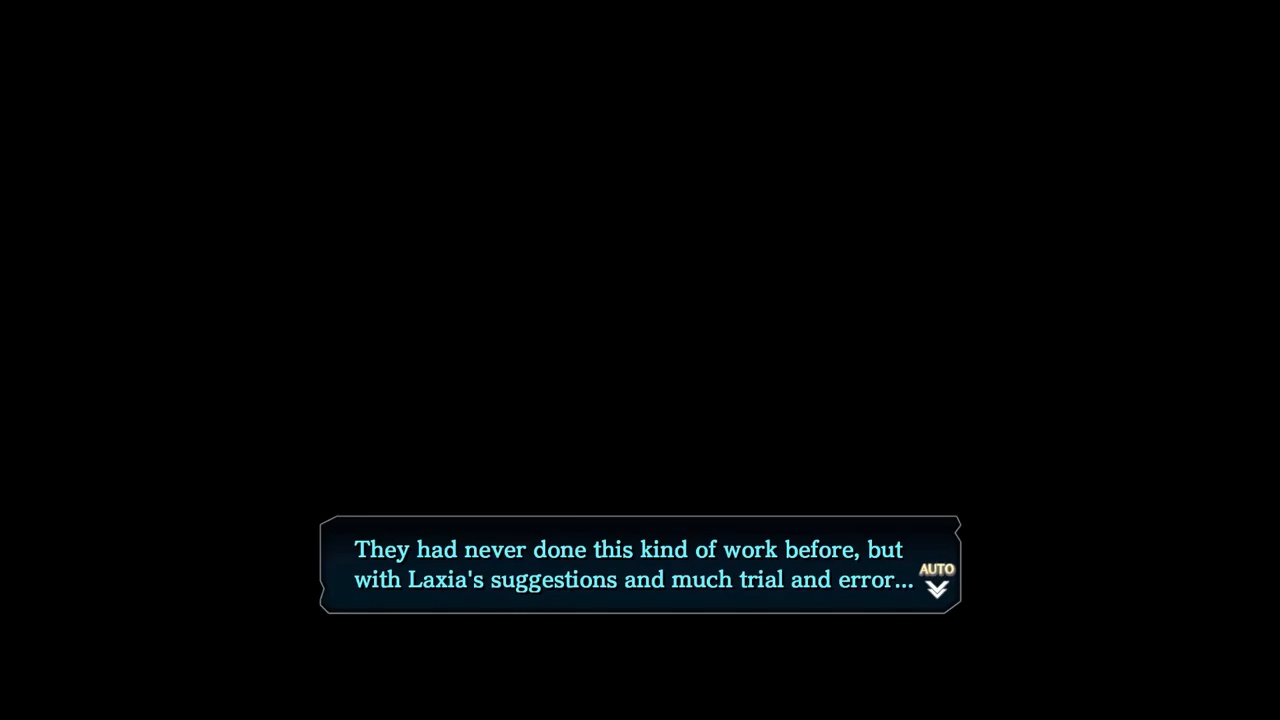 They had never done this kind of work before, but
with Laxia's suggestions and much trial and error...
AUTO